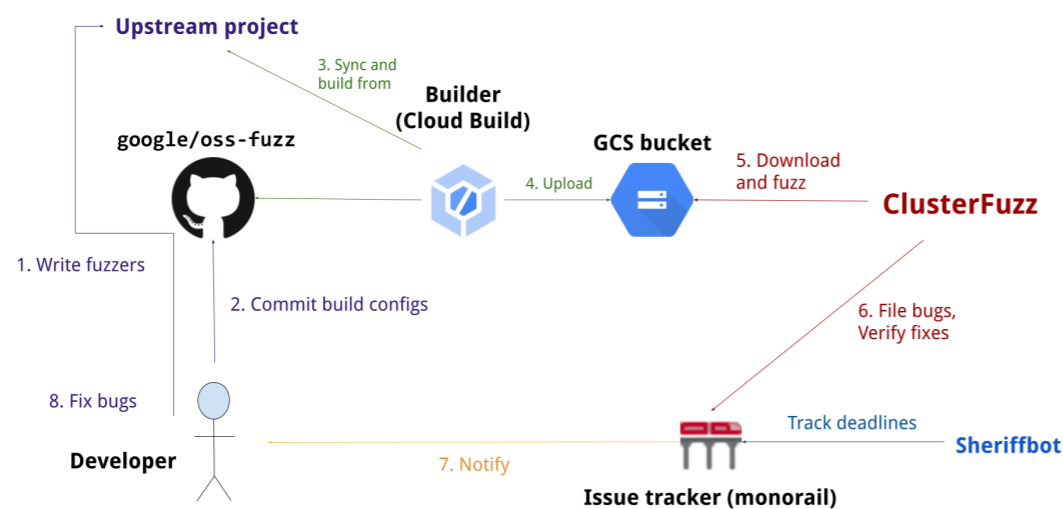 Upstream project
3. Sync and
build from
Builder
(Cloud Build)
google/oss-fuzz
GCS bucket
5. Download
and fuzz
4. Upload
ClusterFuzz
1. Write fuzzers
2. Commit build configs
6. File bugs,
Verify fixes
8. Fix bugs
Track deadlines
Developer
7. Notify
Sheriffbot
Issue tracker (monorail)